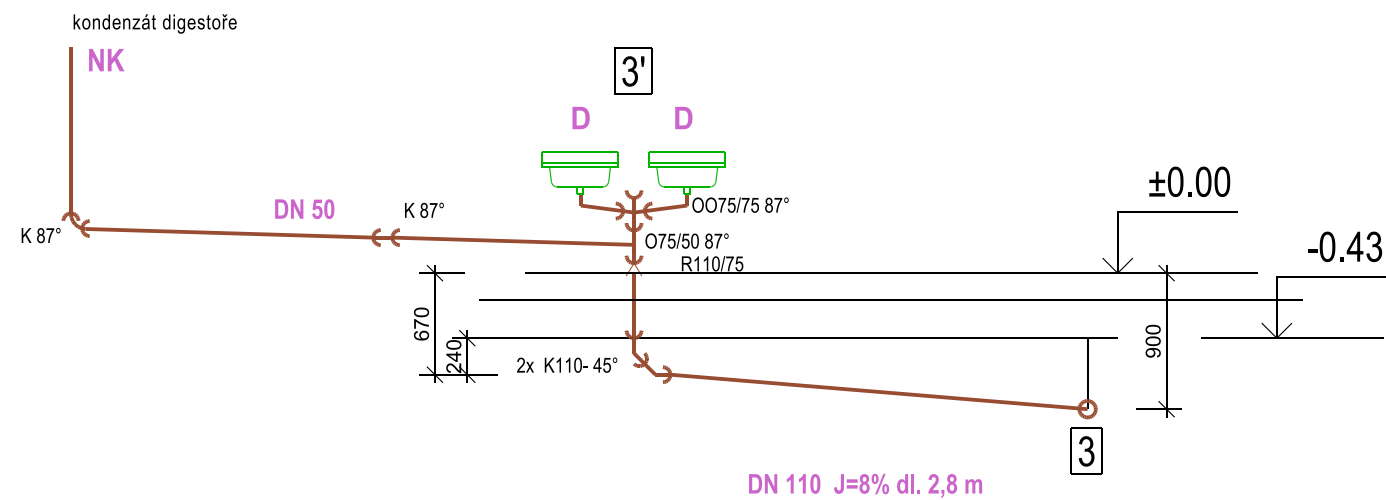 kondenzát digestoře
NK
3'
D D
±0.00
DN 50
K 87°
OO75/75 87°
K 87°
O75/50 87°
-0.43
R110/75
670
240
900
2x K110- 45°
3
DN 110 J=8% dl. 2,8 m